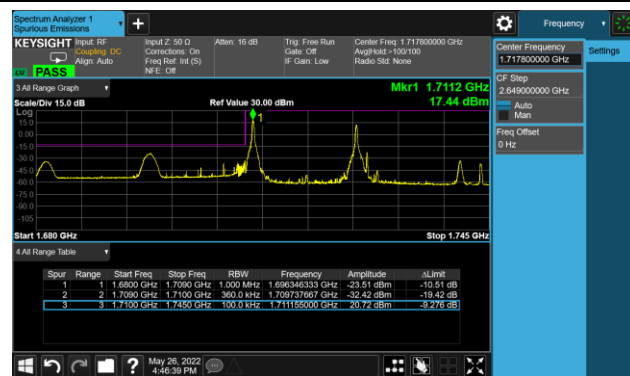 Spectrum Analyzer 1
Spurious Emissions
Frequency
KEYSIGHT
Input: RF
Coupling: DC
Align: Auto
Input Z: 50 Ω
Corrections: On
Freq Ref: Int (S)
NFE: Off
Atten: 16 dB
Trig: Free Run
Gate: Off
IF Gain: Low
Center Freq: 1.717800000 GHz
Avg|Hold:>100/100
Radio Std: None
PASS
Center Frequency
1.717800000 GHz
Settings
CF Step
2.649000000 GHz
Auto
Man
Freq Offset
0 Hz
3 All Range Graph
Mkr1 1.7112 GHz
17.44 dBm
Scale/Div 15.0 dB
Ref Value 30.00 dBm
Log
15.0
0.00
-15.0
-30.0
-45.0
-60.0
-75.0
-90.0
-105
1
Start 1.680 GHz
Stop 1.745 GHz
4 All Range Table
Spur Range Start Freq Stop Freq RBW Frequency Amplitude ΔLimit
1 1 1.6800 GHz 1.7090 GHz 1.000 MHz 1.696346333 GHz -23.51 dBm -10.51 dB
2 2 1.7090 GHz 1.7100 GHz 360.0 kHz 1.709737667 GHz -32.42 dBm -19.42 dB
3 3 1.7100 GHz 1.7450 GHz 100.0 kHz 1.711155000 GHz 20.72 dBm -9.276 dB
May 26, 2022
4:46:39 PM